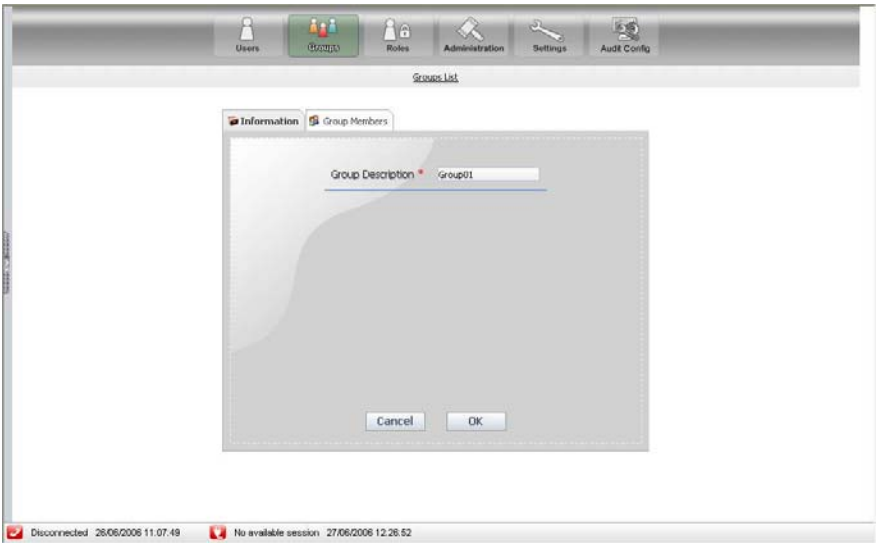 Users Groups Roles Administration Settings Audit Config
Groups List
Information Group Members
Group Description * Group01
Cancel OK
Disconnected 26/06/2006 11.07.49 No available session 27/06/2006 12.26.52